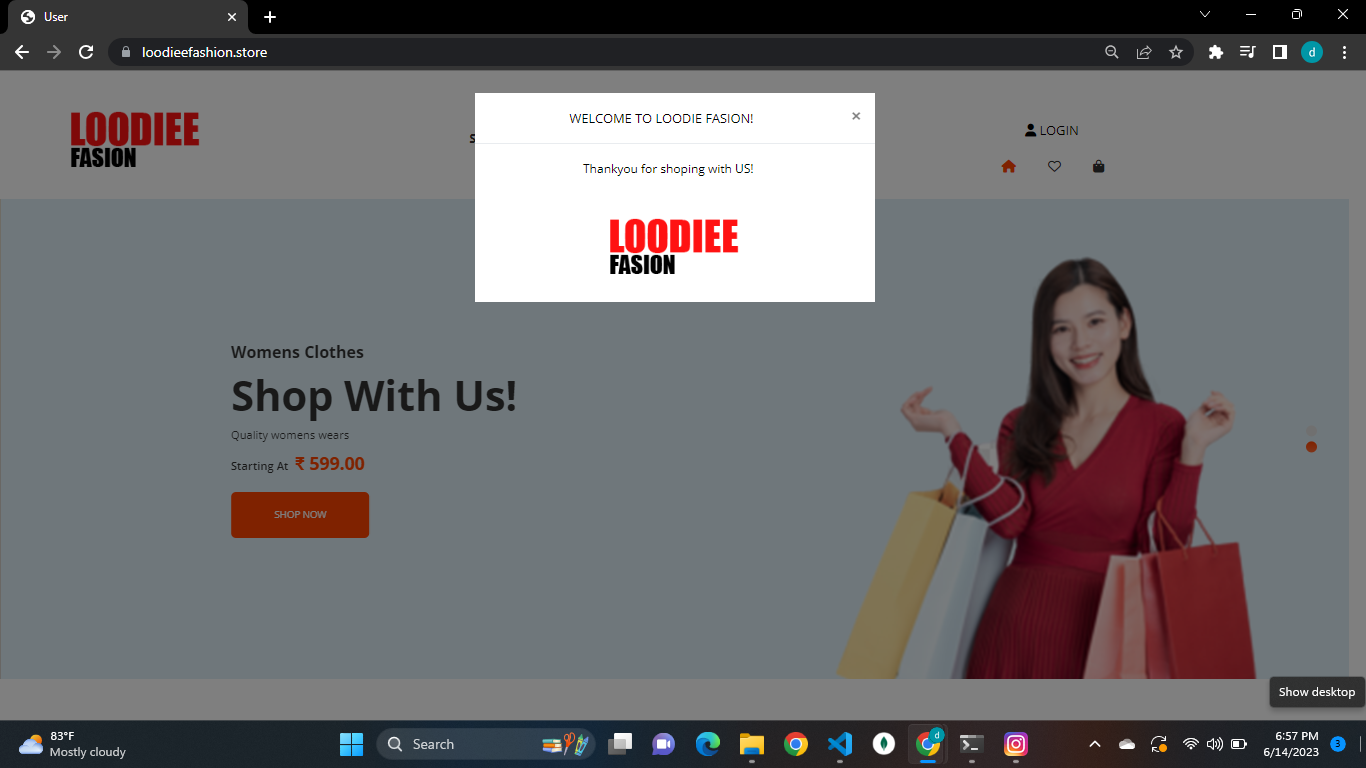 User
loodieefashion.store
d
LOODIEE
FASION
S
WELCOME TO LOODIE FASION!
×
LOGIN
Thankyou for shoping with US!
LOODIEE
FASION
Womens Clothes
Shop With Us!
Quality womens wears
Starting At ₹ 599.00
SHOP NOW
Show desktop
83°F
Mostly cloudy
Search
d
6:57 PM
6/14/2023
3